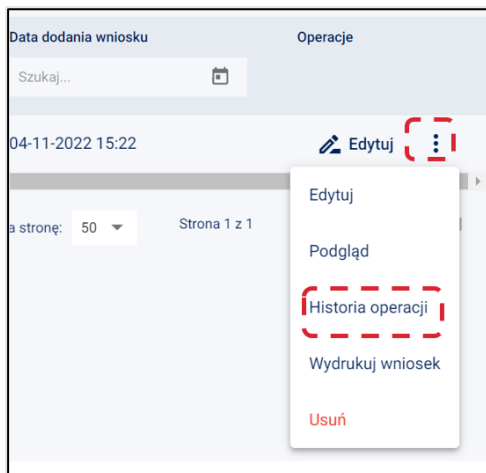 Data dodania wniosku Operacje
Szukaj...
04-11-2022 15:22 Edytuj
a stronę: 50 Strona 1 z 1
Edytuj
Podgląd
Historia operacji
Wydrukuj wniosek
Usuń